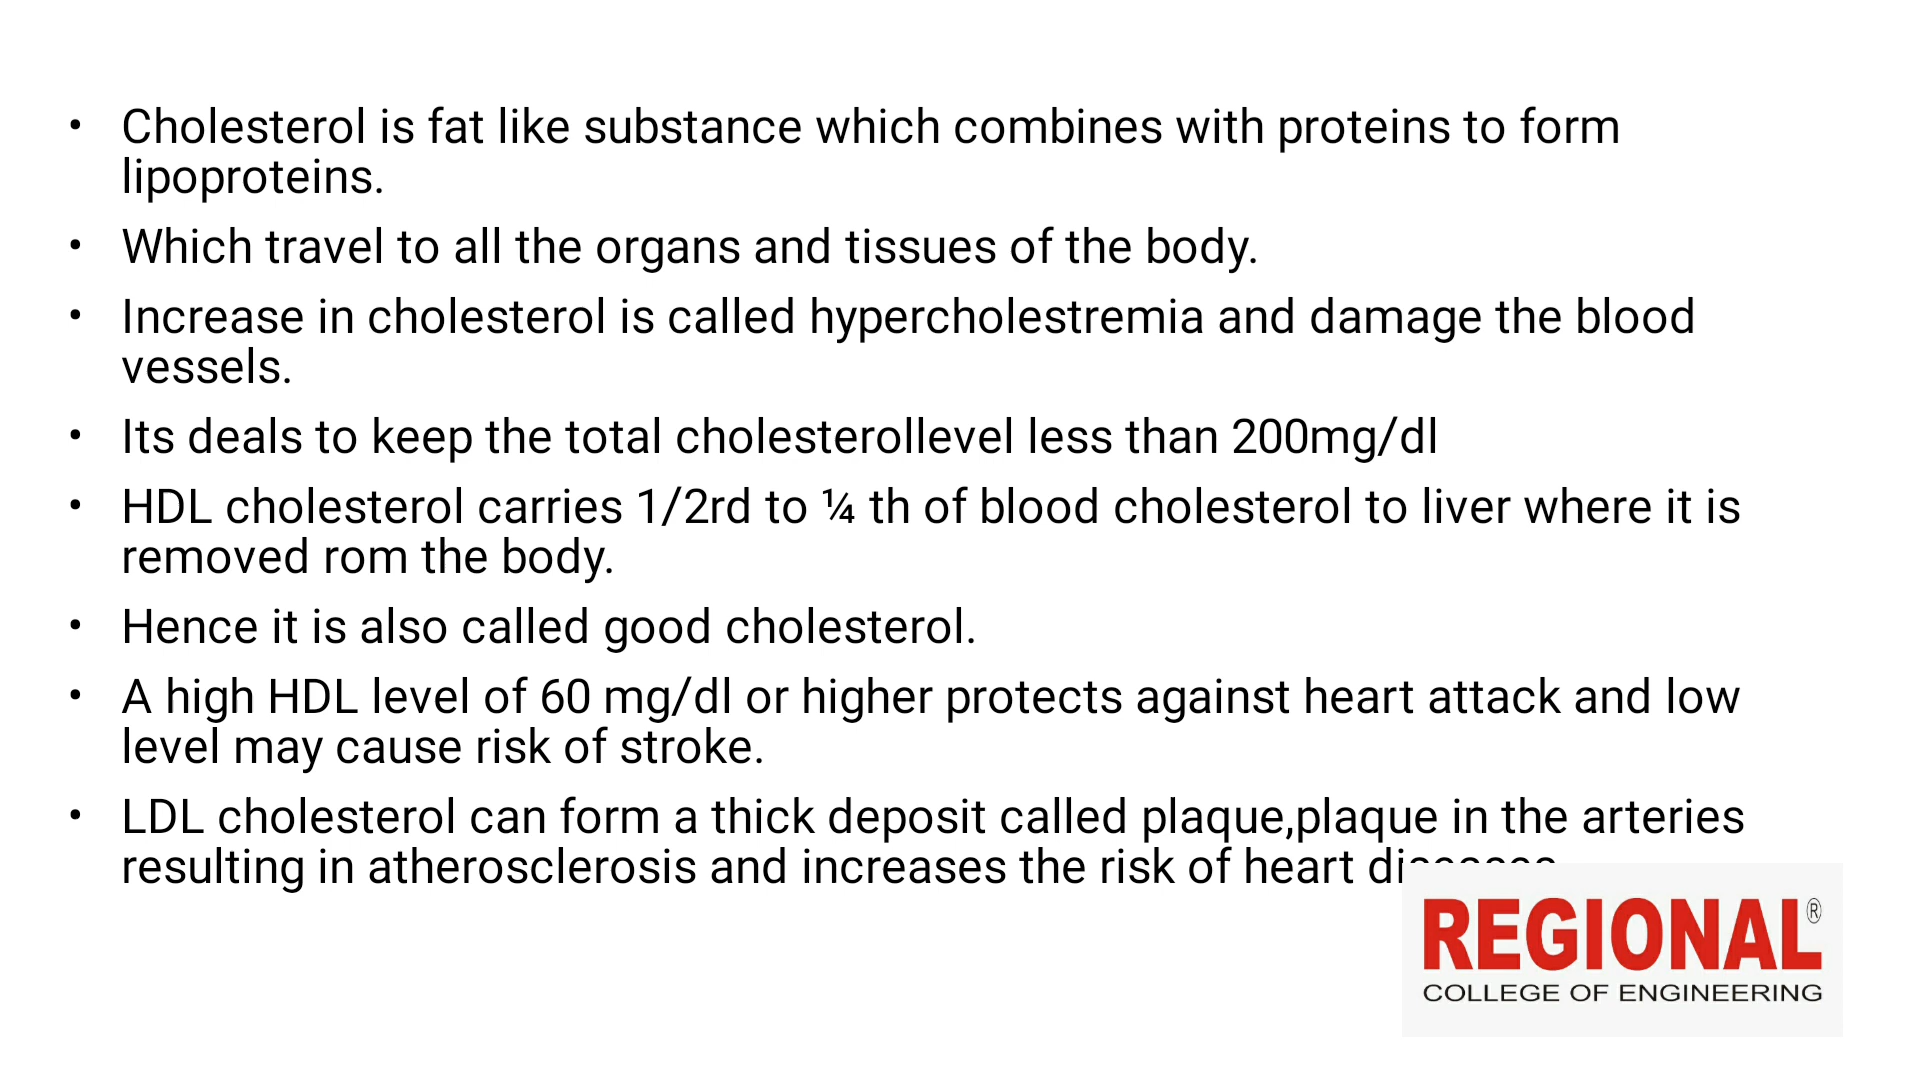 • Cholesterol is fat like substance which combines with proteins to form
lipoproteins.
• Which travel to all the organs and tissues of the body.
• Increase in cholesterol is called hypercholestremia and damage the blood
vessels.
• Its deals to keep the total cholesterollevel less than 200mg/dl
• HDL cholesterol carries 1/2rd to ¼ th of blood cholesterol to liver where it is
removed rom the body.
• Hence it is also called good cholesterol.
• A high HDL level of 60 mg/dl or higher protects against heart attack and low
level may cause risk of stroke.
• LDL cholesterol can form a thick deposit called plaque,plaque in the arteries
resulting in atherosclerosis and increases the risk of heart
REGIONAL®
COLLEGE OF ENGINEERING